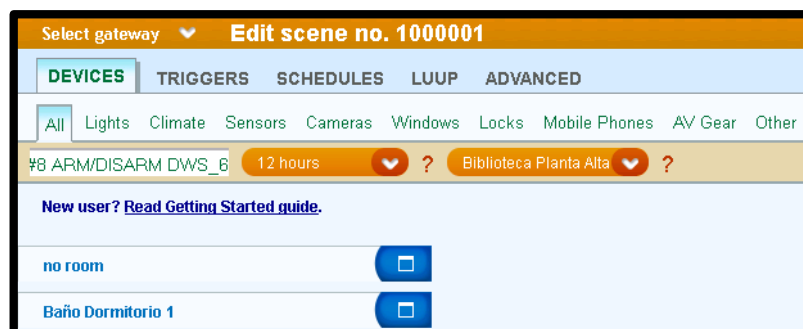 Select gateway Edit scene no. 1000001
DEVICES TRIGGERS SCHEDULES LUUP ADVANCED
All Lights Climate Sensors Cameras Windows Locks Mobile Phones AV Gear Other
#8 ARM/DISARM DWS_6 12 hours ? Biblioteca Planta Alta ?
New user? Read Getting Started guide.
no room
Baño Dormitorio 1